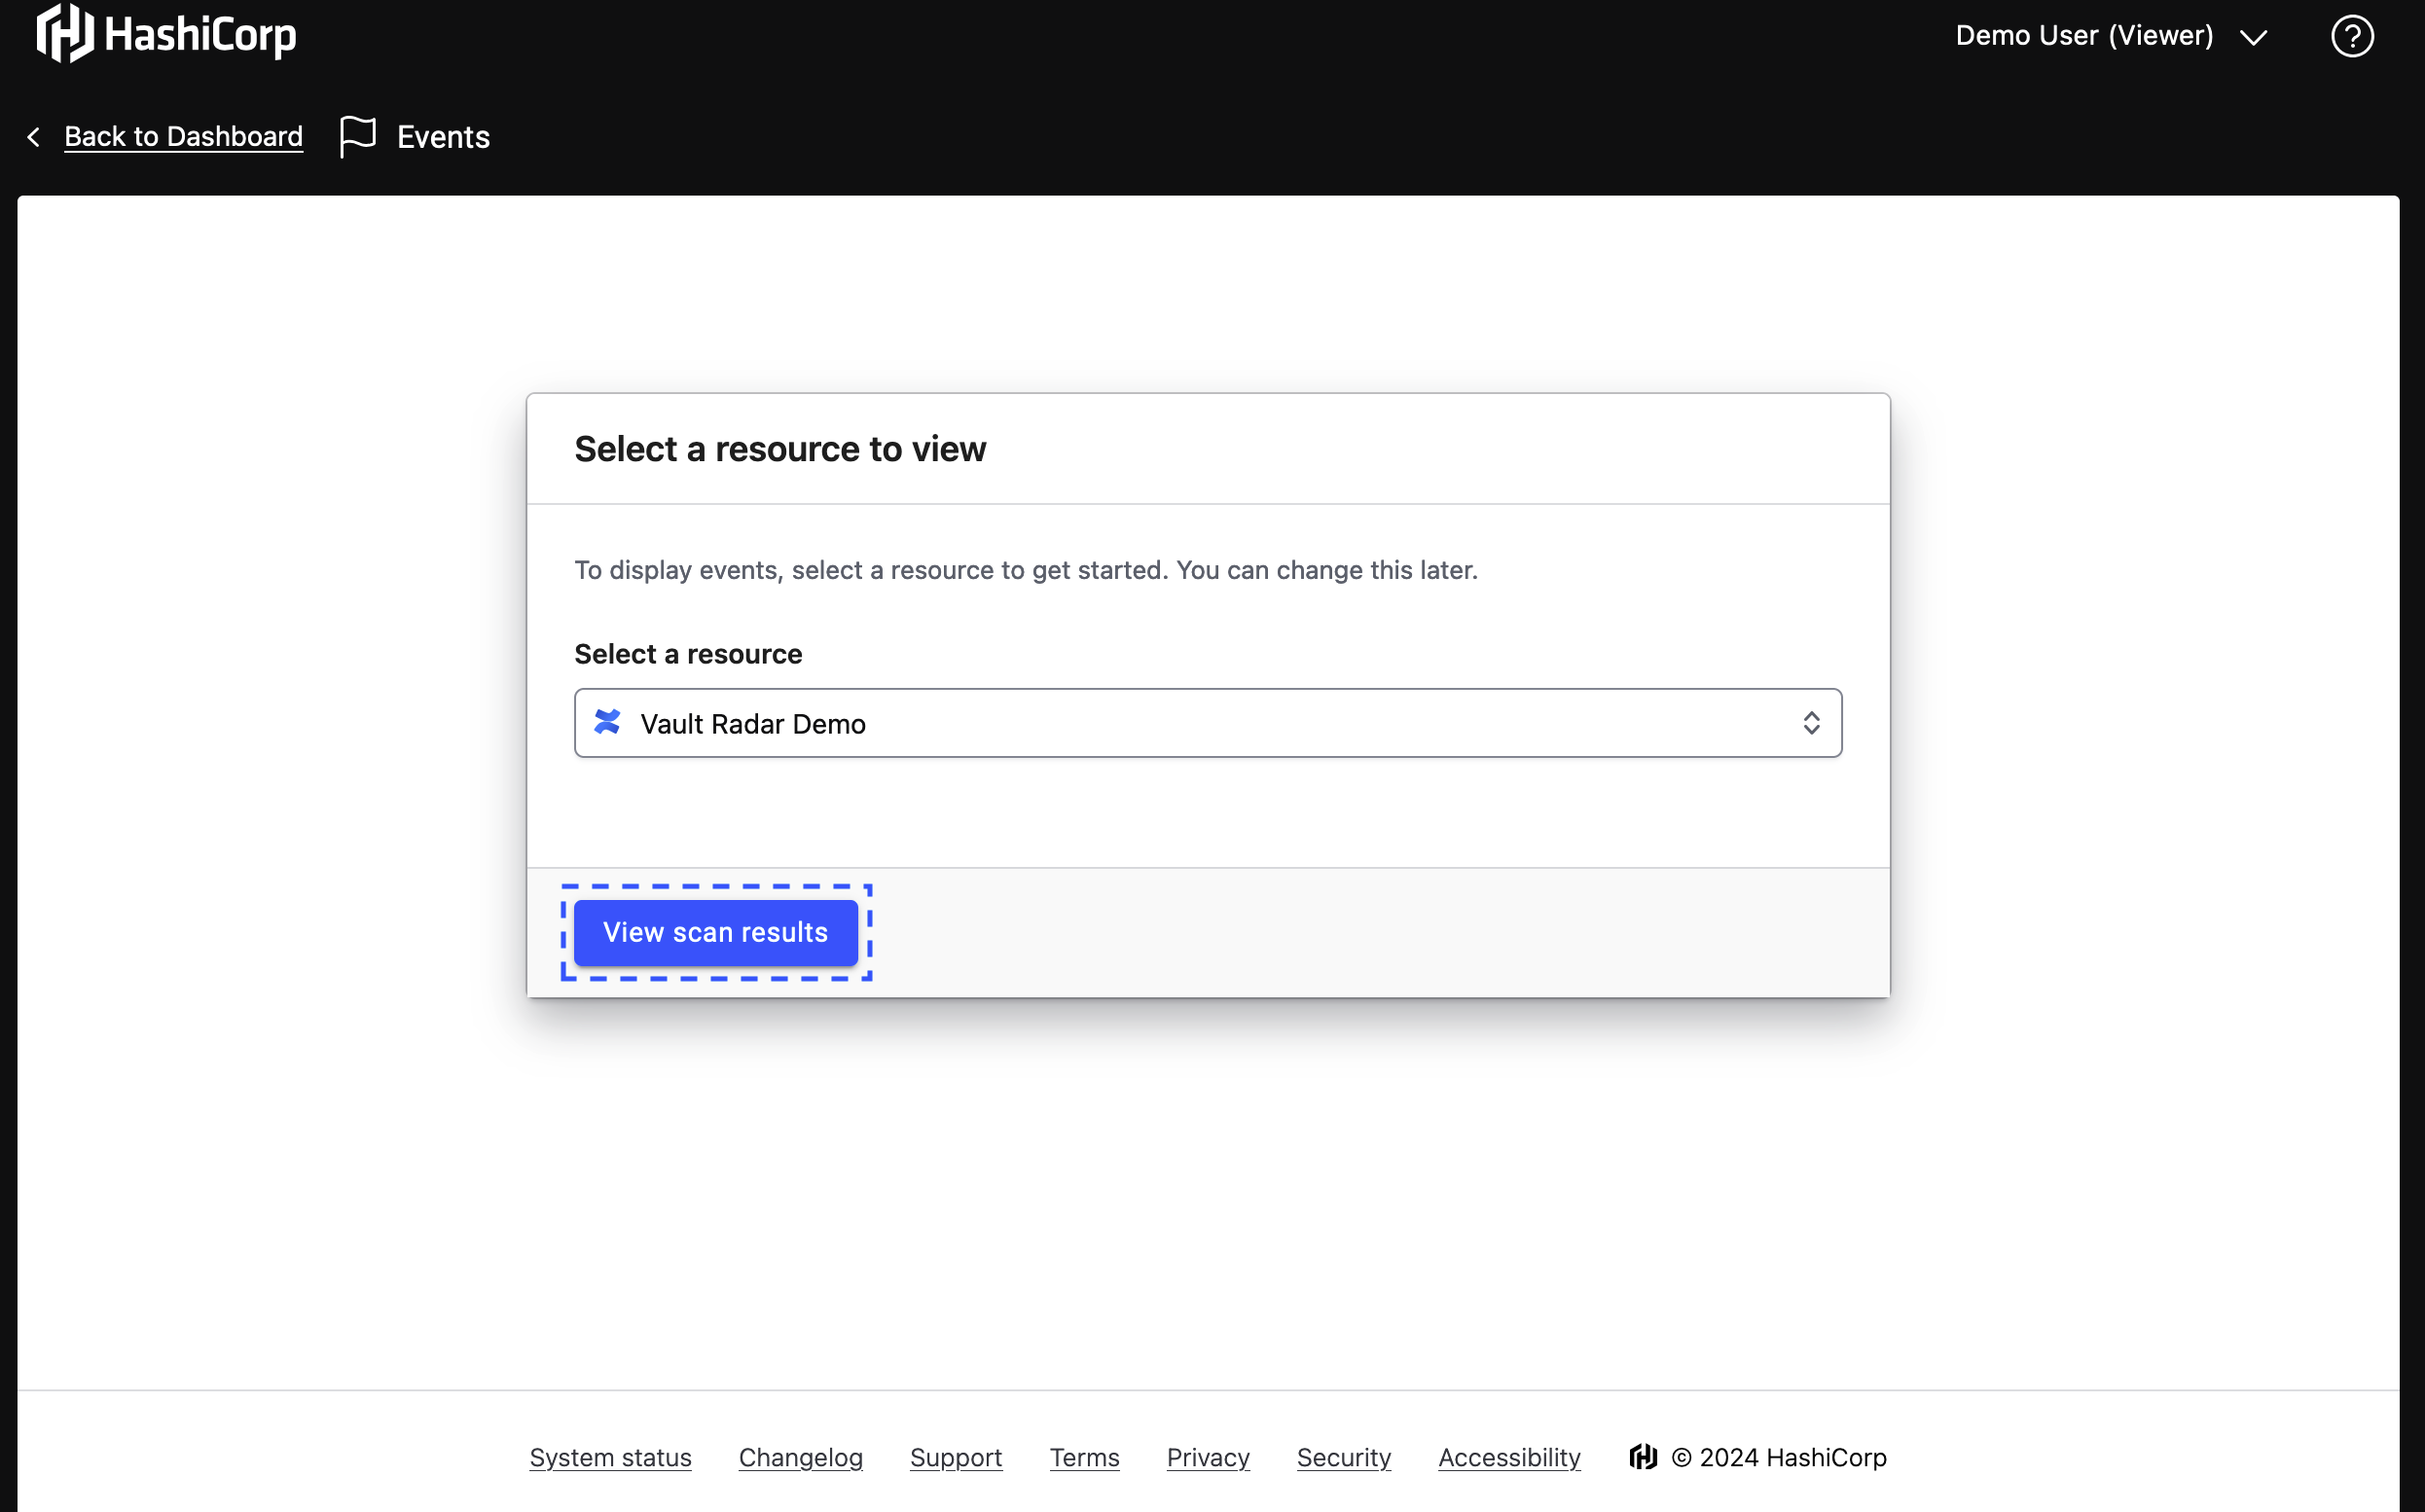 HashiCorp
Demo User (Viewer)
Back to Dashboard
Events
Select a resource to view
To display events, select a resource to get started. You can change this later.
Select a resource
Vault Radar Demo
View scan results
System status Changelog Support Terms Privacy Security Accessibility © 2024 HashiCorp